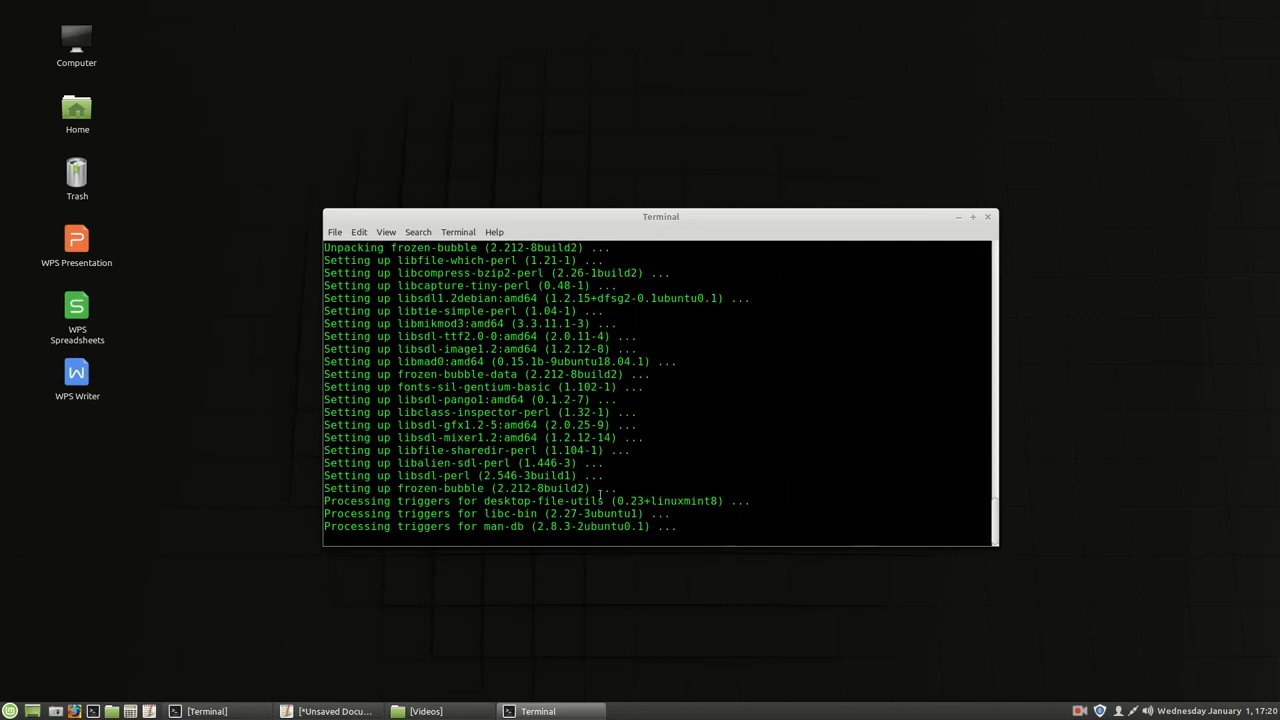 Computer
Home
Trash
WPS Presentation
WPS
Spreadsheets
WPS Writer
Terminal
File Edit View Search Terminal Help
Unpacking frozen-bubble (2.212-8build2) ...
Setting up libfile-which-perl (1.21-1) ...
Setting up libcompress-bzip2-perl (2.26-1build2) ...
Setting up libcapture-tiny-perl (0.48-1) ...
Setting up libsdl1.2debian:amd64 (1.2.15+dfsg2-0.1ubuntu0.1) ...
Setting up libtie-simple-perl (1.04-1) ...
Setting up libmikmod3:amd64 (3.3.11.1-3) ...
Setting up libsdl-ttf2.0-0:amd64 (2.0.11-4) ...
Setting up libsdl-image1.2:amd64 (1.2.12-8) ...
Setting up libmad0:amd64 (0.15.1b-9ubuntu18.04.1) ...
Setting up frozen-bubble-data (2.212-8build2) ...
Setting up fonts-sil-gentium-basic (1.102-1) ...
Setting up libsdl-pango1:amd64 (0.1.2-7) ...
Setting up libclass-inspector-perl (1.32-1) ...
Setting up libsdl-gfx1.2-5:amd64 (2.0.25-9) ...
Setting up libsdl-mixer1.2:amd64 (1.2.12-14) ...
Setting up libfile-sharedir-perl (1.104-1) ...
Setting up libalien-sdl-perl (1.446-3) ...
Setting up libsdl-perl (2.546-3build1) ...
Setting up frozen-bubble (2.212-8build2) ...
Processing triggers for desktop-file-utils (0.23+linuxmint8) ...
Processing triggers for libc-bin (2.27-3ubuntu1) ...
Processing triggers for man-db (2.8.3-2ubuntu0.1) ...
[Terminal] [*Unsaved Docu... [Videos] Terminal Wednesday January 1, 17:20